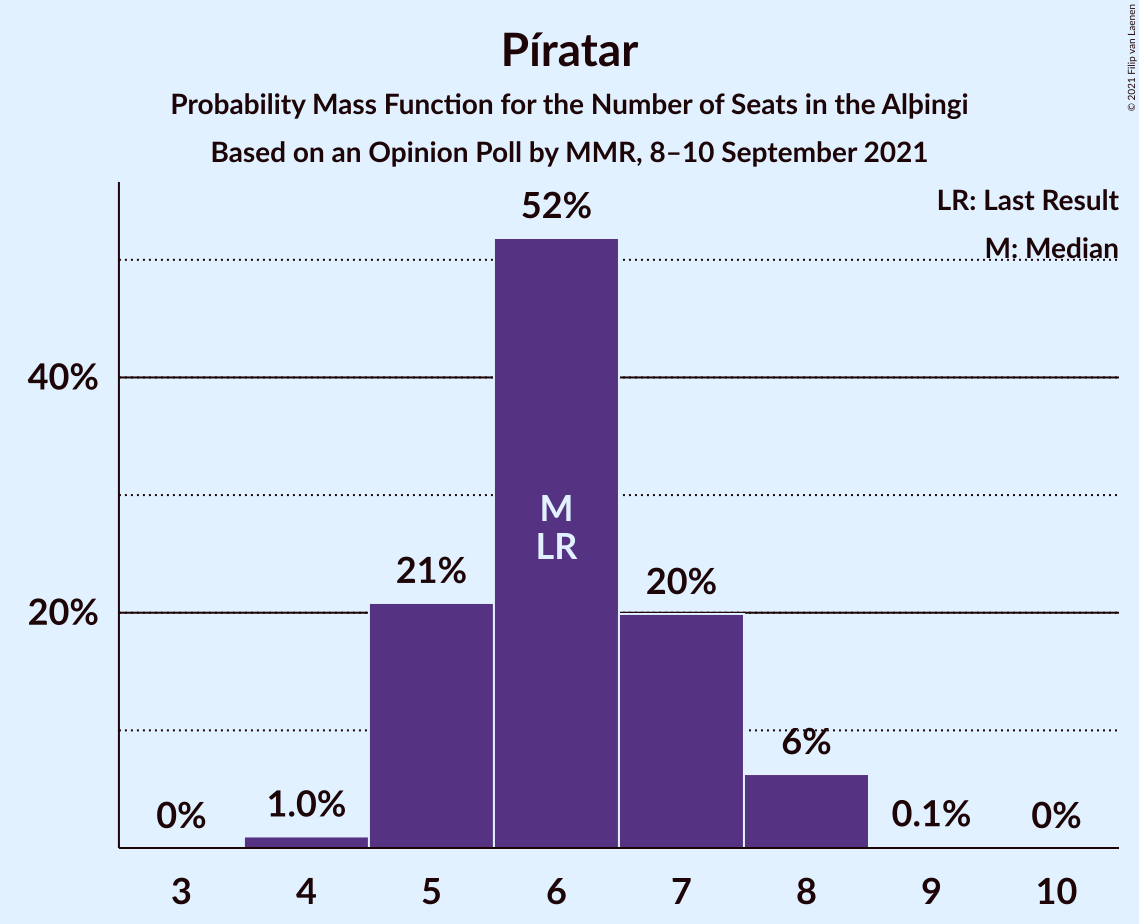 Píratar
Probability Mass Function for the Number of Seats in the Alþingi
Based on an Opinion Poll by MMR, 8–10 September 2021
© 2021 Filip van Laenen
LR: Last Result
M: Median
52%
40%
M
LR
21%
20%
20%
6%
0%
1.0%
0.1%
0%
3 4 5 6 7 8 9 10